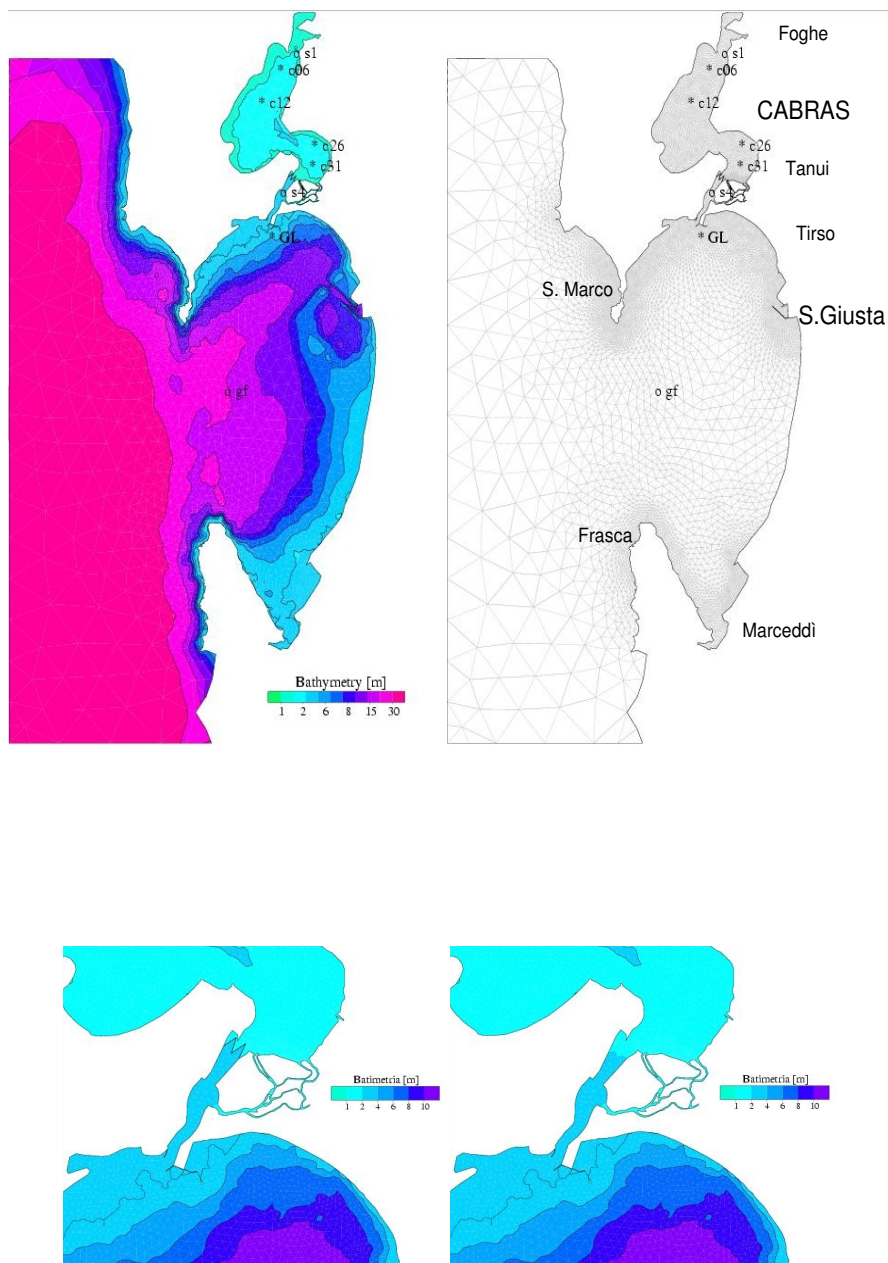 o s1
* c06
* c12
* c26
* c31
o s4
* GL
o gf
Bathymetry [m]
1 2 6 8 15 30
Foghe
o s1
* c06
* c12
CABRAS
* c26
* c31
Tanui
o s4
Tirso
* GL
S. Marco
S.Giusta
o gf
Frasca
Marceddì
Batimetria [m]
1 2 4 6 8 10
Batimetria [m]
1 2 4 6 8 10